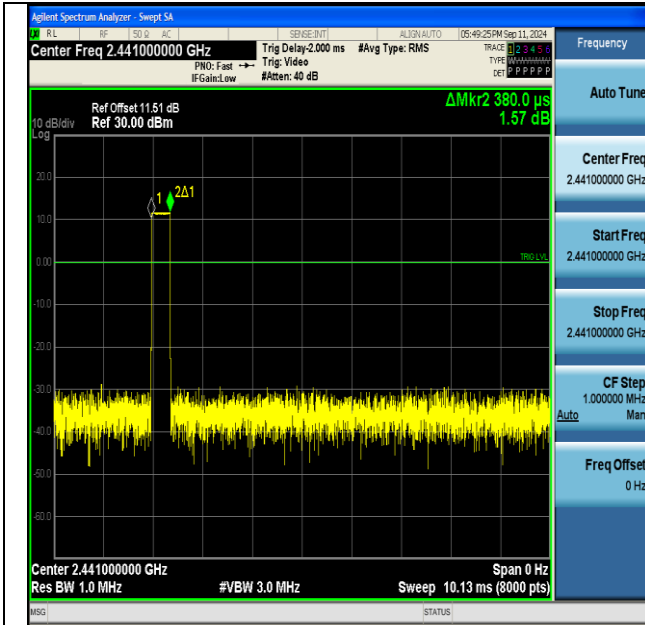 Agilent Spectrum Analyzer - Swept SA
RL RF 50 Ω AC SENSE:INT ALIGN AUTO 05:49:25 PM Sep 11, 2024
Center Freq 2.441000000 GHz
PNO: Fast
IFGain:Low
Trig Delay-2.000 ms
Trig: Video
#Atten: 40 dB
#Avg Type: RMS
TRACE 1 2 3 4 5 6
TYPE
DET P P P P P P
Ref Offset 11.51 dB
10 dB/div Ref 30.00 dBm
Log
ΔMkr2 380.0 µs
1.57 dB
20.0
1 2Δ1
10.0
0.00
TRIG LVL
-10.0
-20.0
-30.0
-40.0
-50.0
-60.0
Center 2.441000000 GHz Span 0 Hz
Res BW 1.0 MHz #VBW 3.0 MHz Sweep 10.13 ms (8000 pts)
MSG STATUS
Frequency
Auto Tune
Center Freq
2.441000000 GHz
Start Freq
2.441000000 GHz
Stop Freq
2.441000000 GHz
CF Step
1.000000 MHz
Auto Man
Freq Offset
0 Hz